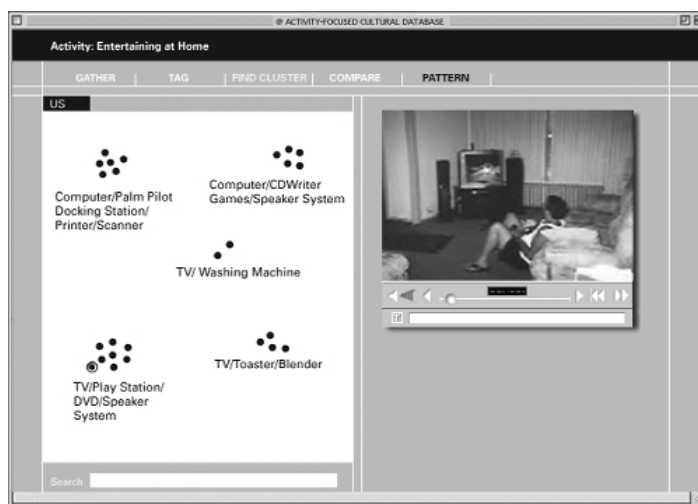 @ ACTIVITY-FOCUSED CULTURAL DATABASE
Activity: Entertaining at Home
GATHER | TAG | FIND CLUSTER | COMPARE | PATTERN |
US
Computer/Palm Pilot
Docking Station/
Printer/Scanner
Computer/CDWriter
Games/Speaker System
TV/ Washing Machine
TV/Play Station/
DVD/Speaker
System
TV/Toaster/Blender
Search